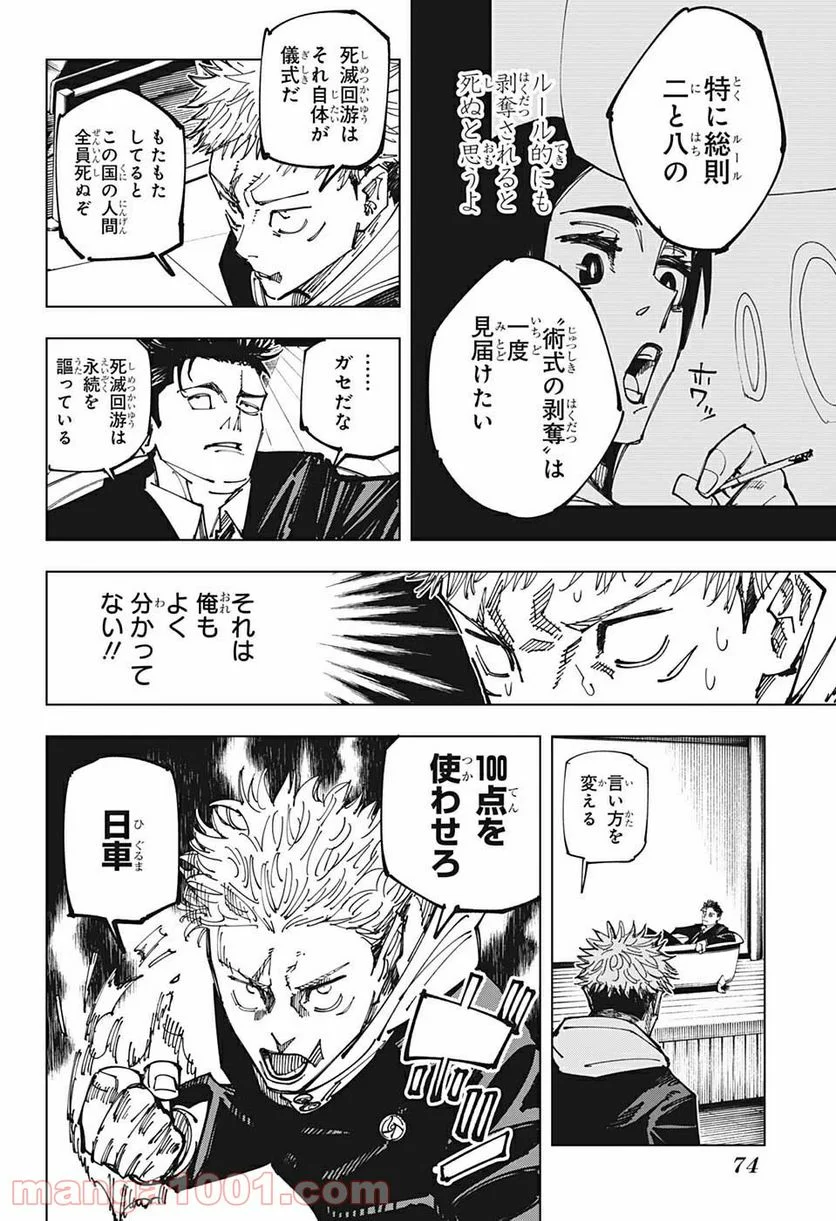 特に総則
二と八の
ルール的にも
剥奪されると
死ぬと思うよ
〝術式の剥奪〟は
一度
見届けたい
ホワッ
死滅回游は
それ自体が
儀式だ
もたもた
してると
この国の人間
全員死ぬぞ
……
ガセだな
死滅回游は
永続を
謳っている
それは
俺も
よく
分かって
ない!!
言い方を
変える
100点を
使わせろ
日車
74
manga1001.com